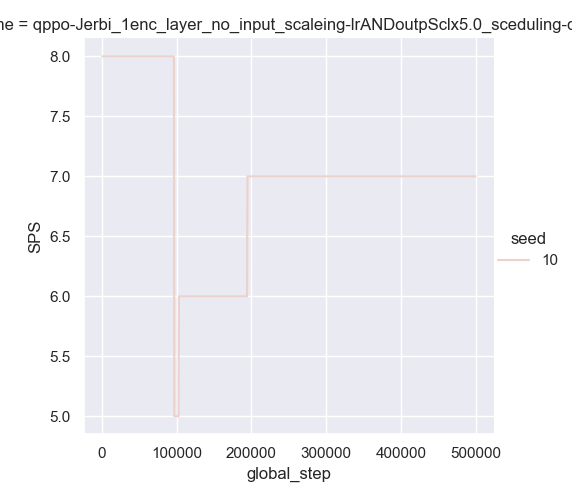 ne = qppo-Jerbi_1enc_layer_no_input_scaleing-lrANDoutpSclx5.0_sceduling-c
8.0
7.5
7.0
6.5
6.0
5.5
5.0
SPS
0 100000 200000 300000 400000 500000
global_step
seed
10